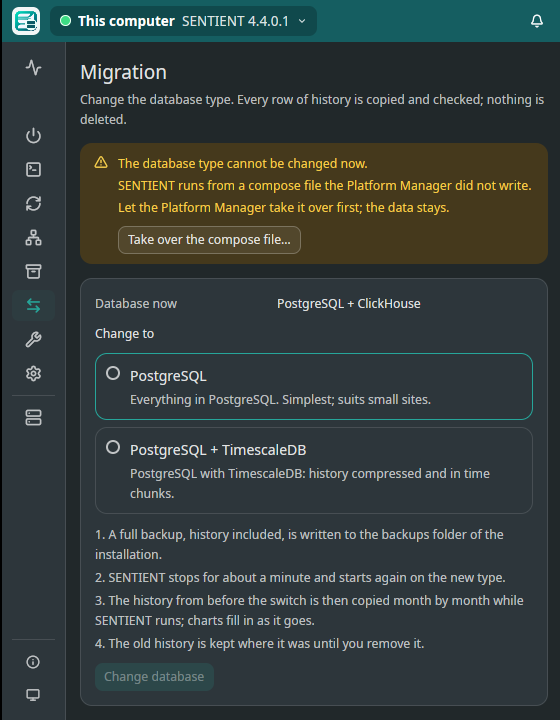 This computer SENTIENT 4.4.0.1
Migration
Change the database type. Every row of history is copied and checked; nothing is
deleted.
The database type cannot be changed now.
SENTIENT runs from a compose file the Platform Manager did not write.
Let the Platform Manager take it over first; the data stays.
Take over the compose file...
Database now PostgreSQL + ClickHouse
Change to
PostgreSQL
Everything in PostgreSQL. Simplest; suits small sites.
PostgreSQL + TimescaleDB
PostgreSQL with TimescaleDB: history compressed and in time
chunks.
1. A full backup, history included, is written to the backups folder of the
installation.
2. SENTIENT stops for about a minute and starts again on the new type.
3. The history from before the switch is then copied month by month while
SENTIENT runs; charts fill in as it goes.
4. The old history is kept where it was until you remove it.
Change database